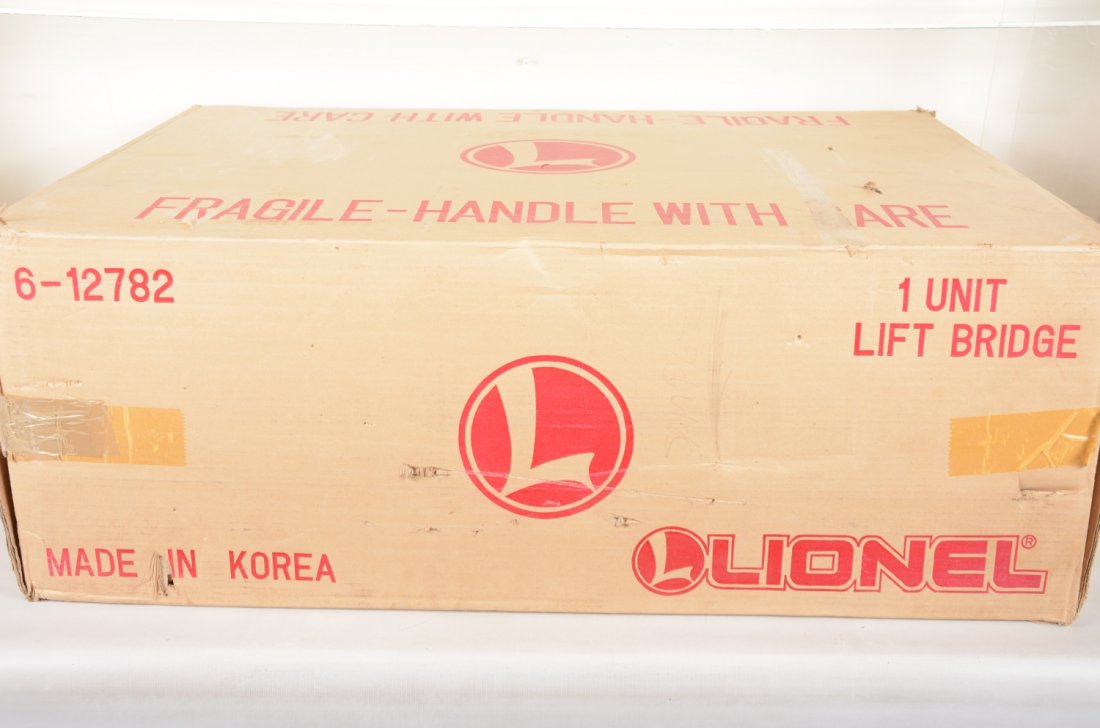 FRAGILE-HANDLE WITH CARE
L
FRAGILE-HANDLE WITH CARE
6-12782
1 UNIT
LIFT BRIDGE
L
MADE IN KOREA
L LIONEL®